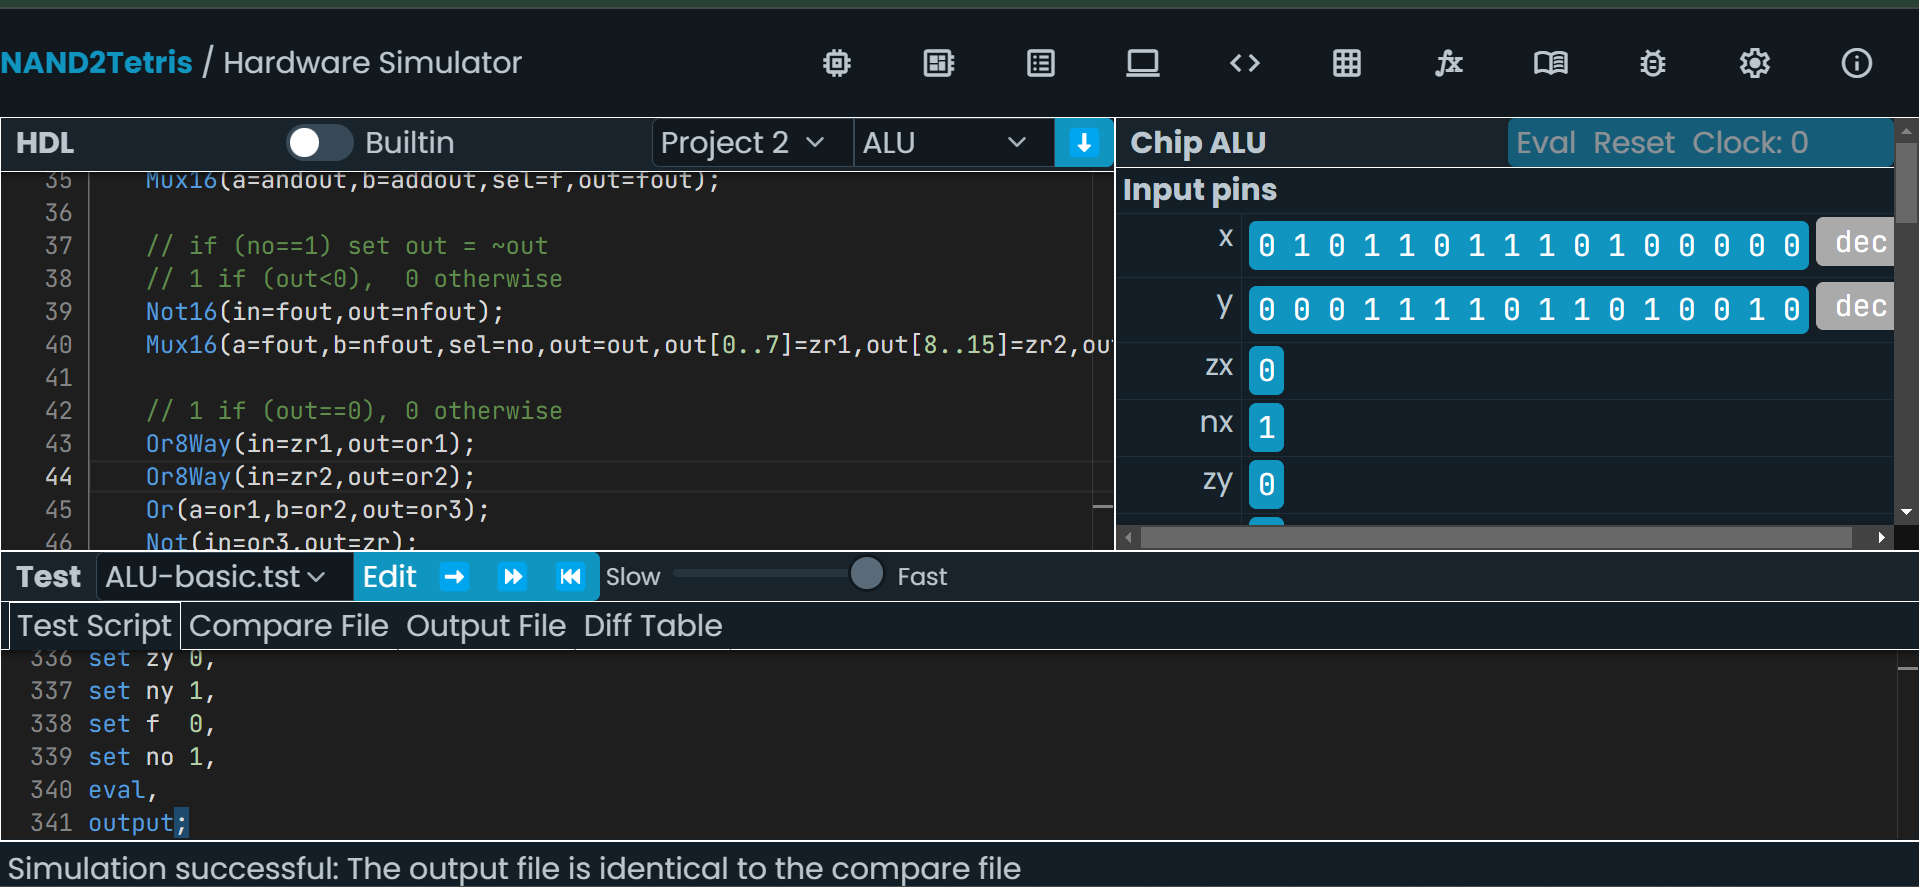 NAND2Tetris / Hardware Simulator
HDL Builtin Project 2 ALU
35 Mux16(a=andout,b=addout,sel=f,out=fout);
36
37 // if (no==1) set out = ~out
38 // 1 if (out<0),  0 otherwise
39 Not16(in=fout,out=nfout);
40 Mux16(a=fout,b=nfout,sel=no,out=out,out[0..7]=zr1,out[8..15]=zr2,ou
41
42 // 1 if (out==0), 0 otherwise
43 Or8Way(in=zr1,out=or1);
44 Or8Way(in=zr2,out=or2);
45 Or(a=or1,b=or2,out=or3);
46 Not(in=or3,out=zr);
Chip ALU Eval Reset Clock: 0
Input pins
x 0 1 0 1 1 0 1 1 1 0 1 0 0 0 0 0 dec
y 0 0 0 1 1 1 1 0 1 1 0 1 0 0 1 0 dec
zx 0
nx 1
zy 0
Test ALU-basic.tst Edit Slow Fast
Test Script Compare File Output File Diff Table
336 set zy 0,
337 set ny 1,
338 set f  0,
339 set no 1,
340 eval,
341 output;
Simulation successful: The output file is identical to the compare file